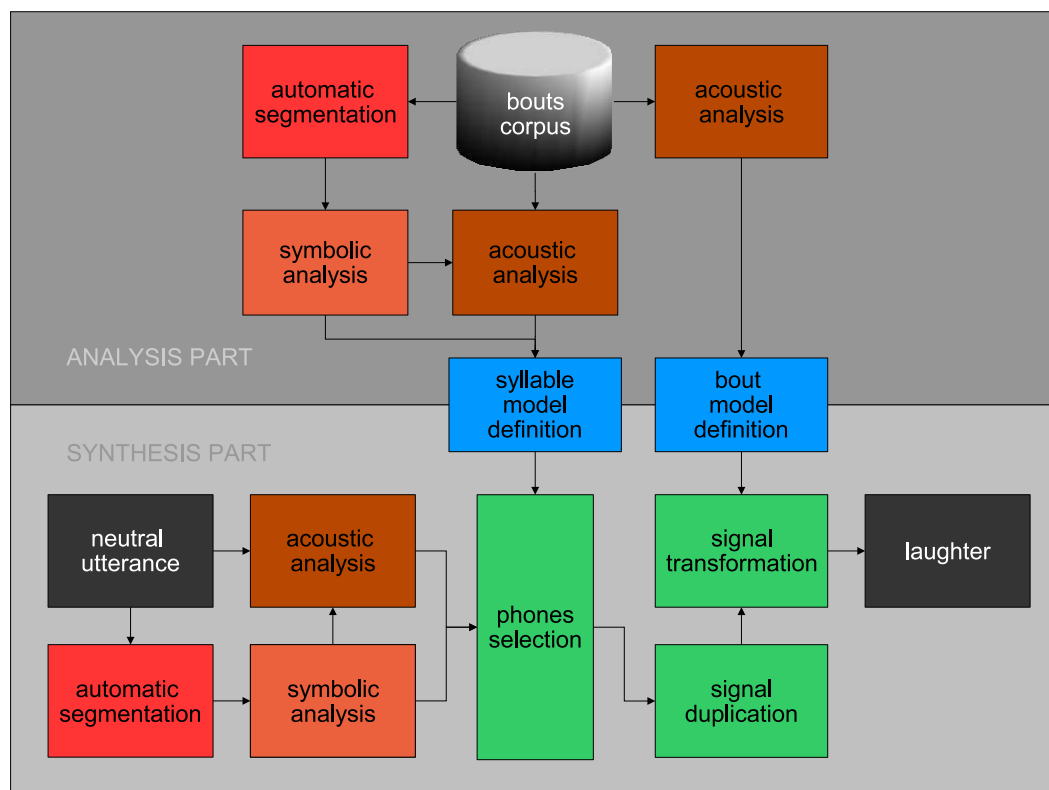 automatic
segmentation
bouts
corpus
acoustic
analysis
symbolic
analysis
acoustic
analysis
ANALYSIS PART
syllable
model
definition
bout
model
definition
SYNTHESIS PART
neutral
utterance
acoustic
analysis
phones
selection
signal
transformation
laughter
automatic
segmentation
symbolic
analysis
signal
duplication